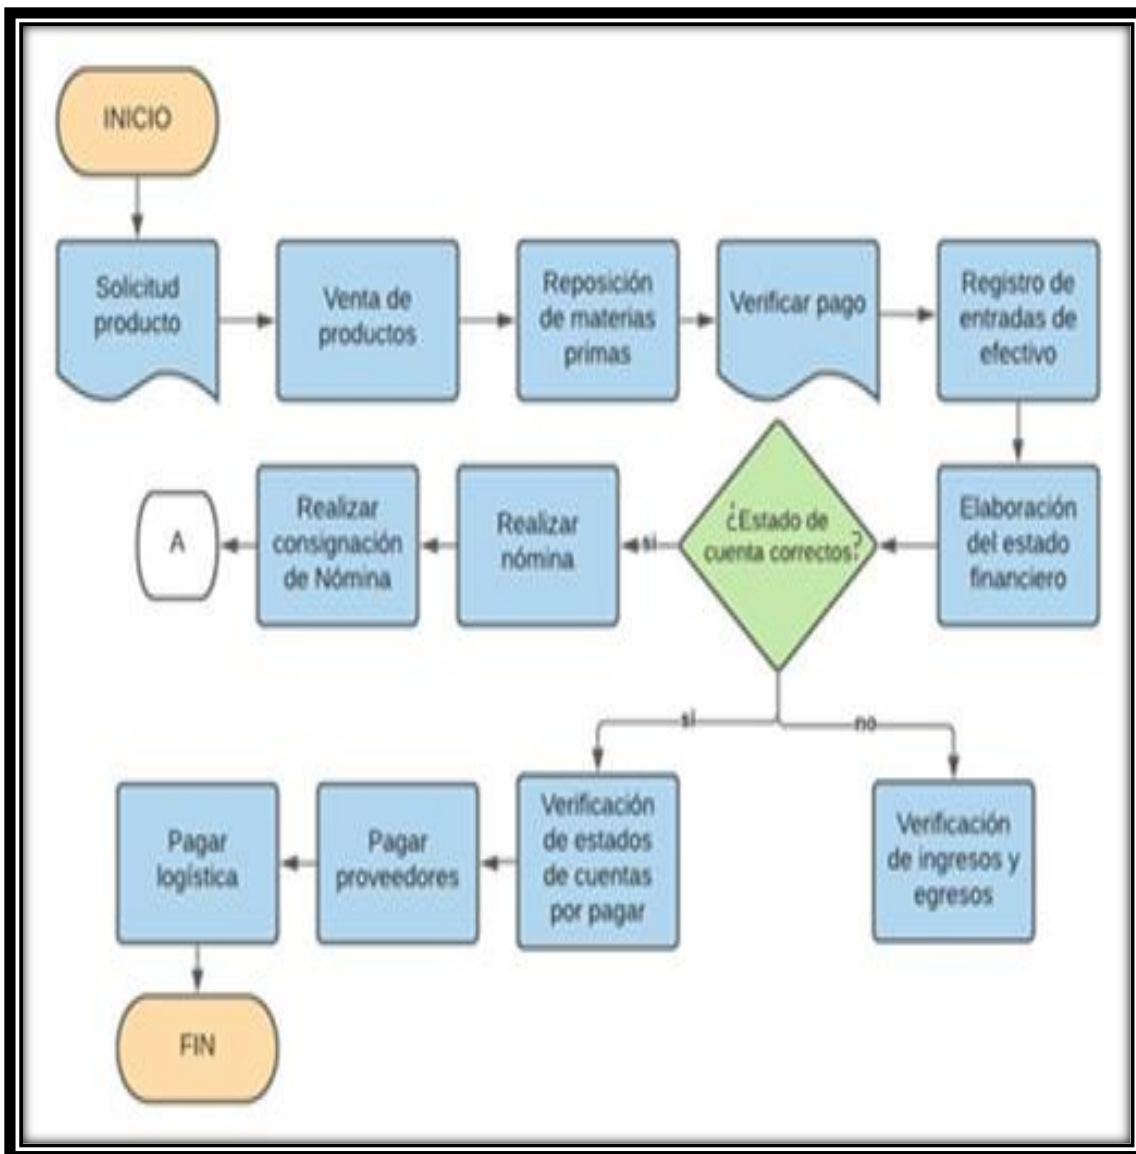 INICIO
Solicitud
producto
Venta de
productos
Reposición
de materias
primas
Verificar pago
Registro de
entradas de
efectivo
Elaboración
del estado
financiero
¿Estado de
cuenta correctos?
sí
Realizar
nómina
Realizar
consignación
de Nómina
A
sí
no
Verificación
de estados
de cuentas
por pagar
Pagar
proveedores
Pagar
logística
FIN
Verificación
de ingresos y
egresos